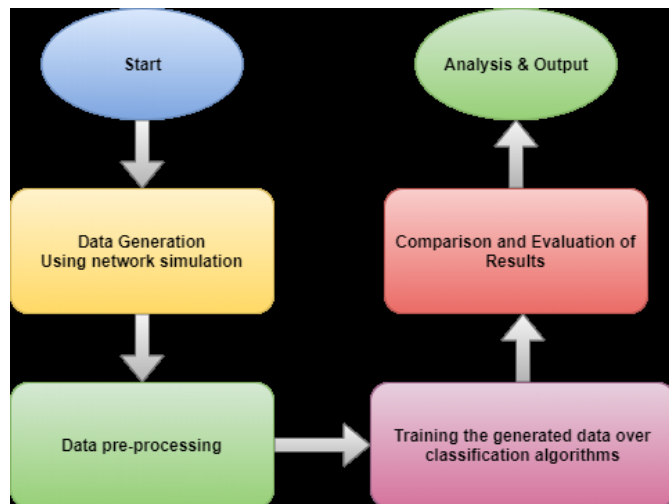 Start
Data Generation
Using network simulation
Data pre-processing
Training the generated data over
classification algorithms
Comparison and Evaluation of
Results
Analysis & Output